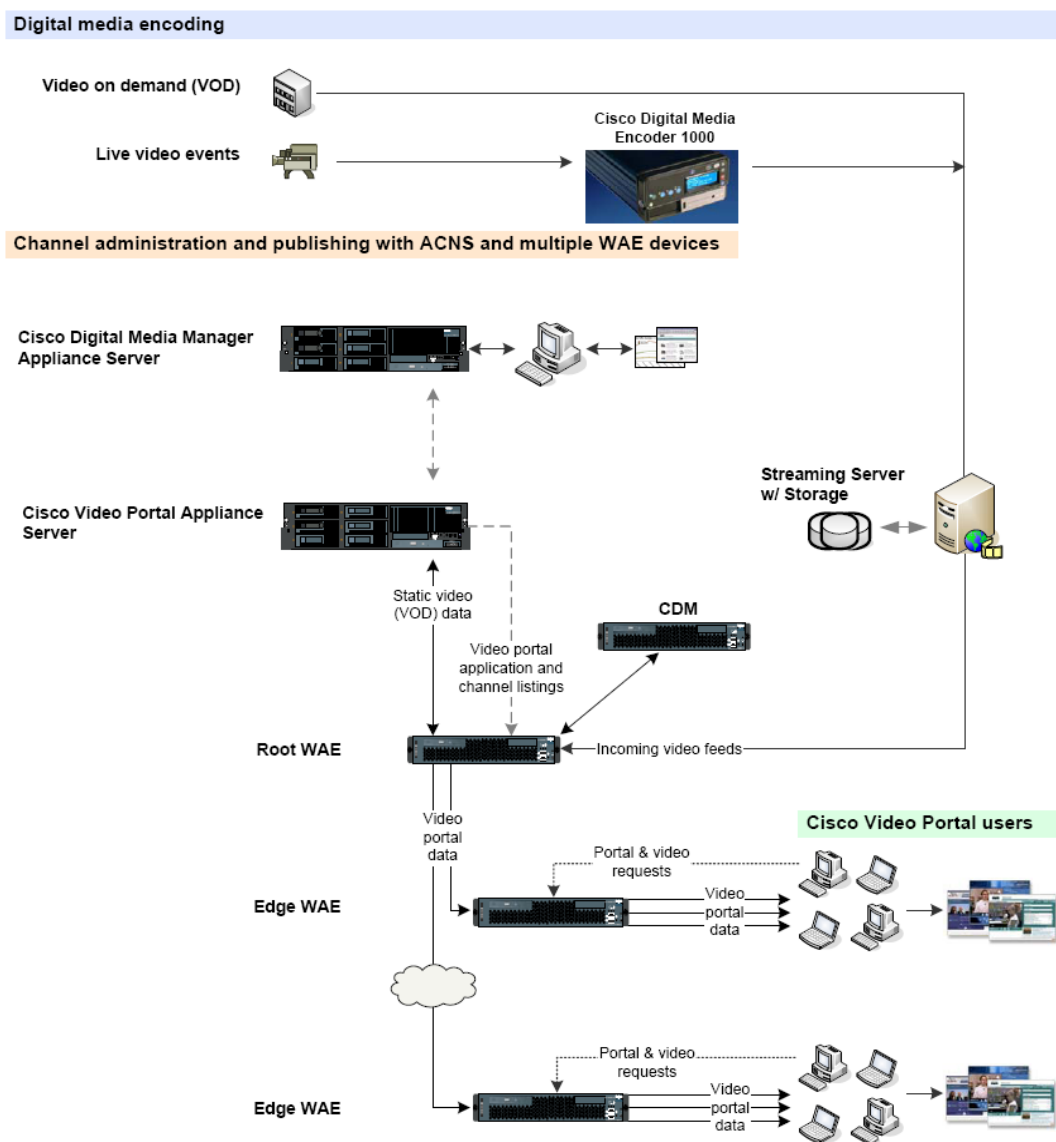 Digital media encoding
Video on demand (VOD)
Live video events
Cisco Digital Media
Encoder 1000
Channel administration and publishing with ACNS and multiple WAE devices
Cisco Digital Media Manager
Appliance Server
Streaming Server
w/ Storage
Cisco Video Portal Appliance
Server
Static video
(VOD) data
CDM
Video portal
application and
channel listings
Root WAE
Incoming video feeds
Video
portal
data
Cisco Video Portal users
Portal & video
requests
Edge WAE
Video
portal
data
Portal & video
requests
Edge WAE
Video
portal
data